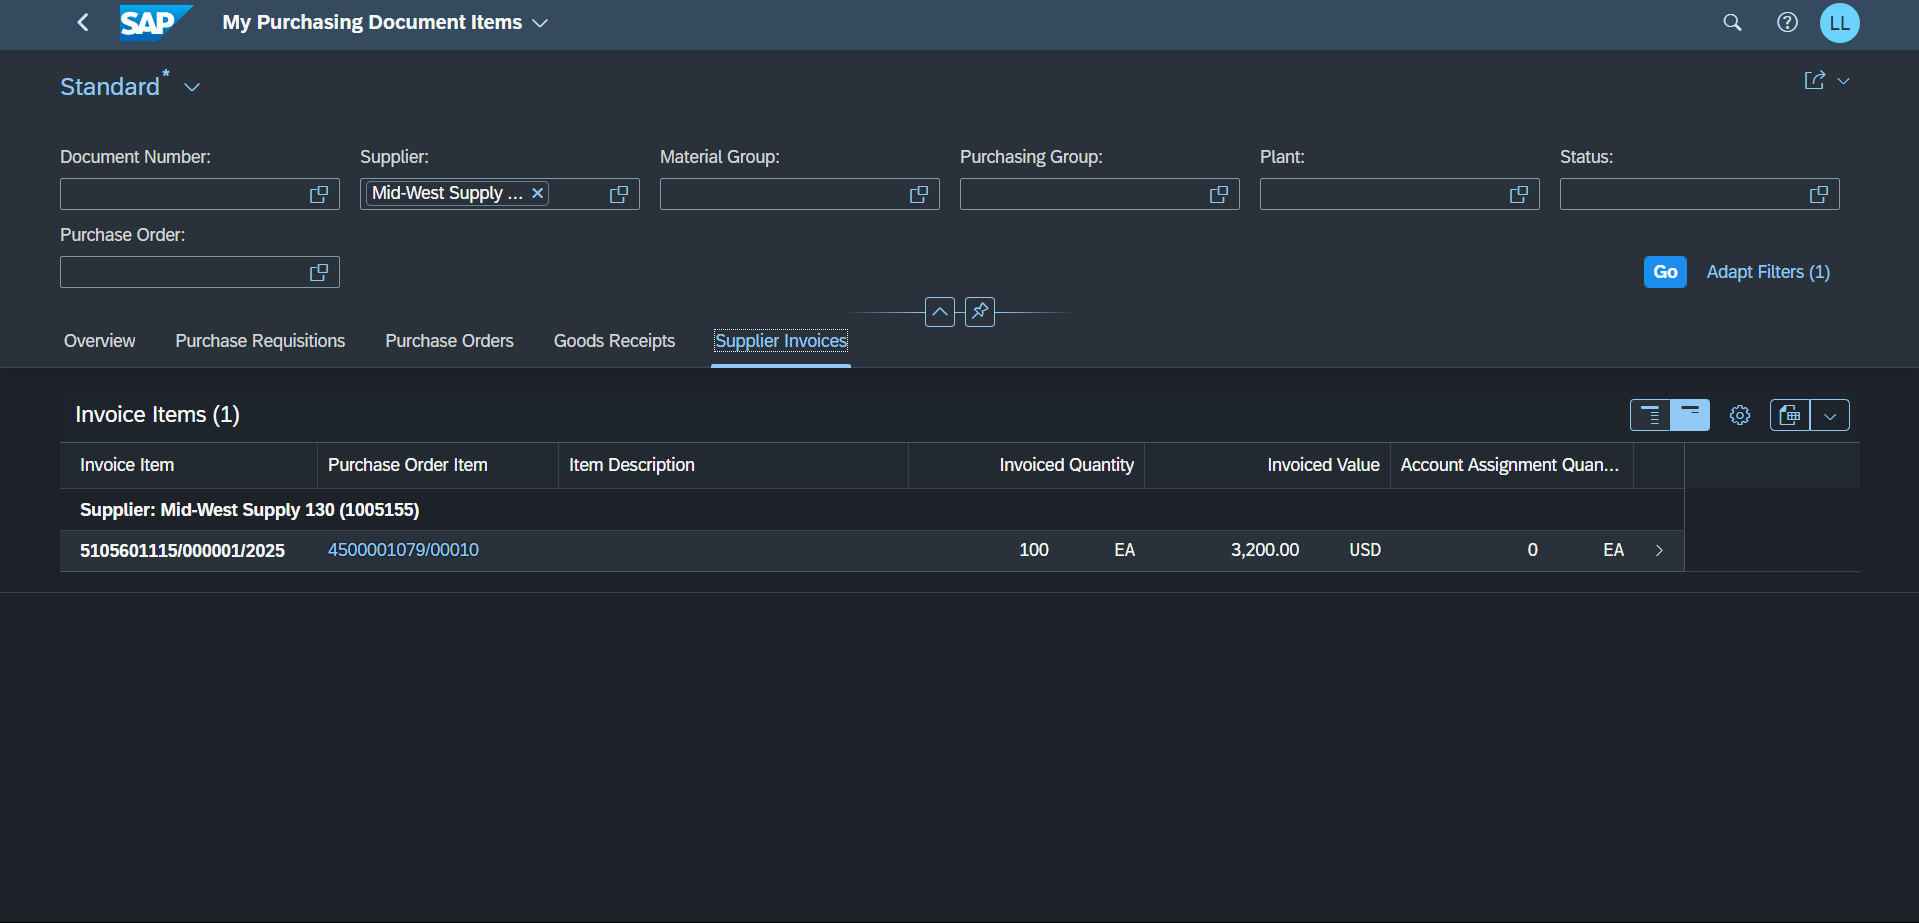 SAP My Purchasing Document Items LL
Standard*
Document Number: Supplier: Material Group: Purchasing Group: Plant: Status:
Mid-West Supply ...
Purchase Order:
Go Adapt Filters (1)
Overview Purchase Requisitions Purchase Orders Goods Receipts Supplier Invoices
Invoice Items (1)
Invoice Item Purchase Order Item Item Description Invoiced Quantity Invoiced Value Account Assignment Quan...
Supplier: Mid-West Supply 130 (1005155)
5105601115/000001/2025 4500001079/00010 100 EA 3,200.00 USD 0 EA